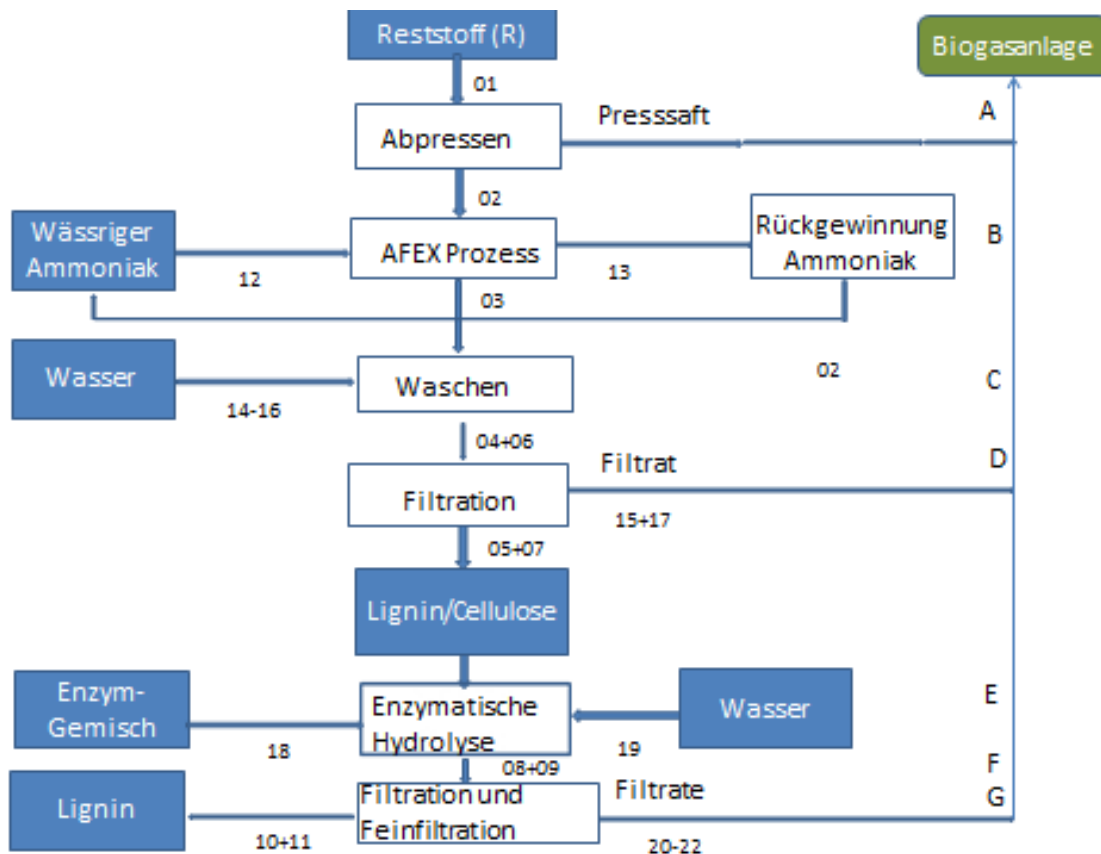 Reststoff (R)
Biogasanlage
01
Abpressen
Presssaft
A
02
Wässriger
Ammoniak
12
AFEX Prozess
13
Rückgewinnung
Ammoniak
B
03
02
Wasser
14-16
Waschen
C
04+06
Filtration
Filtrat
15+17
D
05+07
Lignin/Cellulose
Enzym-
Gemisch
18
Enzymatische
Hydrolyse
19
Wasser
E
08+09
F
Lignin
10+11
Filtration und
Feinfiltration
Filtrate
20-22
G